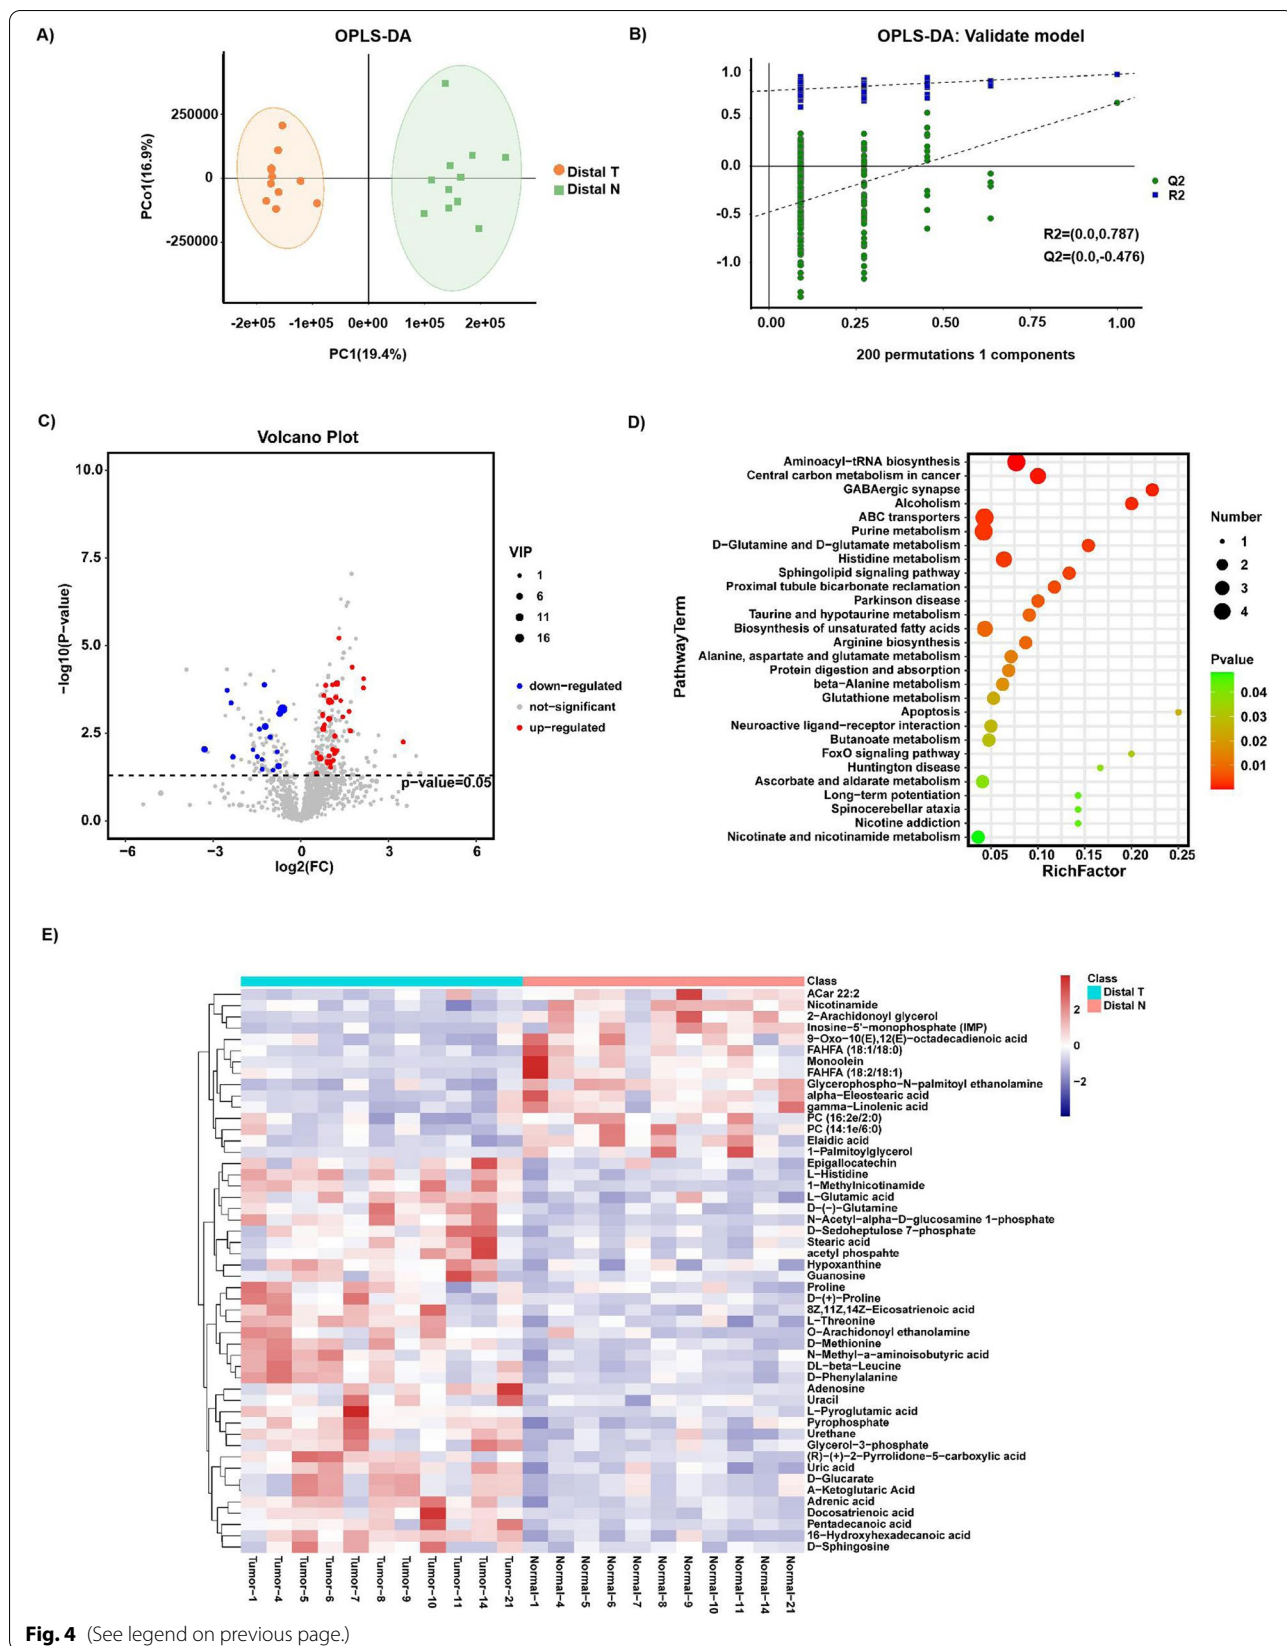 A)
OPLS-DA
PCo1(16.9%)
250000
0
-250000
-2e+05 -1e+05 0e+00 1e+05 2e+05
PC1(19.4%)
Distal T
Distal N
B)
OPLS-DA: Validate model
1.0
0.5
0.0
-0.5
-1.0
0.00 0.25 0.50 0.75 1.00
200 permutations 1 components
R2=(0.0,0.787)
Q2=(0.0,-0.476)
Q2
R2
C)
Volcano Plot
−log10(P−value)
10.0
7.5
5.0
2.5
0.0
−6 −3 0 3 6
log2(FC)
p−value=0.05
VIP
1
6
11
16
down−regulated
not−significant
up−regulated
D)
PathwayTerm
Aminoacyl−tRNA biosynthesis
Central carbon metabolism in cancer
GABAergic synapse
Alcoholism
ABC transporters
Purine metabolism
D−Glutamine and D−glutamate metabolism
Histidine metabolism
Sphingolipid signaling pathway
Proximal tubule bicarbonate reclamation
Parkinson disease
Taurine and hypotaurine metabolism
Biosynthesis of unsaturated fatty acids
Arginine biosynthesis
Alanine, aspartate and glutamate metabolism
Protein digestion and absorption
beta−Alanine metabolism
Glutathione metabolism
Apoptosis
Neuroactive ligand−receptor interaction
Butanoate metabolism
FoxO signaling pathway
Huntington disease
Ascorbate and aldarate metabolism
Long−term potentiation
Spinocerebellar ataxia
Nicotine addiction
Nicotinate and nicotinamide metabolism
0.05 0.10 0.15 0.20 0.25
RichFactor
Number
1
2
3
4
Pvalue
0.04
0.03
0.02
0.01
E)
Class
ACar 22:2
Nicotinamide
2−Arachidonoyl glycerol
Inosine−5'−monophosphate (IMP)
9−Oxo−10(E),12(E)−octadecadienoic acid
FAHFA (18:1/18:0)
Monoolein
FAHFA (18:2/18:1)
Glycerophospho−N−palmitoyl ethanolamine
alpha−Eleostearic acid
gamma−Linolenic acid
PC (16:2e/2:0)
PC (14:1e/6:0)
Elaidic acid
1−Palmitoylglycerol
Epigallocatechin
L−Histidine
1−Methylnicotinamide
L−Glutamic acid
D−(−)−Glutamine
N−Acetyl−alpha−D−glucosamine 1−phosphate
D−Sedoheptulose 7−phosphate
Stearic acid
acetyl phospahte
Hypoxanthine
Guanosine
Proline
D−(+)−Proline
8Z,11Z,14Z−Eicosatrienoic acid
L−Threonine
O−Arachidonoyl ethanolamine
D−Methionine
N−Methyl−a−aminoisobutyric acid
DL−beta−Leucine
D−Phenylalanine
Adenosine
Uracil
L−Pyroglutamic acid
Pyrophosphate
Urethane
Glycerol−3−phosphate
(R)−(+)−2−Pyrrolidone−5−carboxylic acid
Uric acid
D−Glucarate
A−Ketoglutaric Acid
Adrenic acid
Docosatrienoic acid
Pentadecanoic acid
16−Hydroxyhexadecanoic acid
D−Sphingosine
Tumor−1 Tumor−4 Tumor−5 Tumor−6 Tumor−7 Tumor−8 Tumor−9 Tumor−10 Tumor−11 Tumor−14 Tumor−21 Normal−1 Normal−4 Normal−5 Normal−6 Normal−7 Normal−8 Normal−9 Normal−10 Normal−11 Normal−14 Normal−21
2
0
−2
Class
Distal T
Distal N
Fig. 4 (See legend on previous page.)